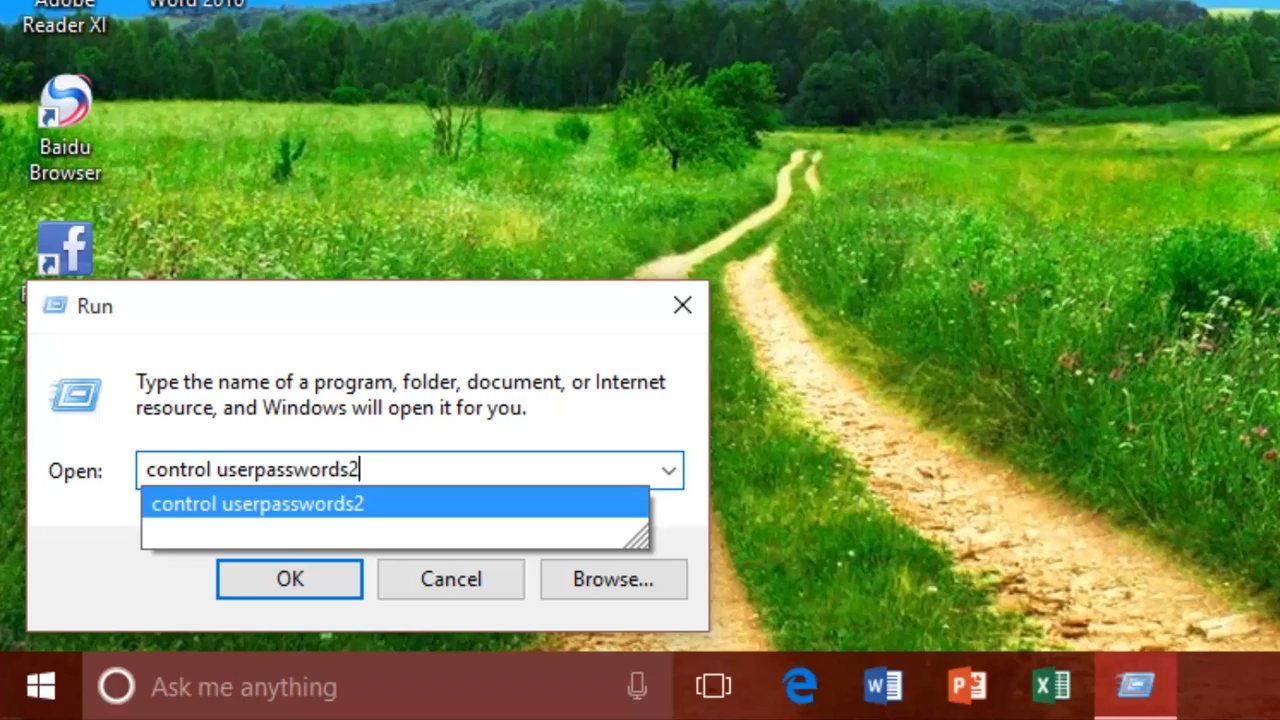 Adobe
Reader XI
Word 2010
Baidu
Browser
Run
Type the name of a program, folder, document, or Internet
resource, and Windows will open it for you.
Open:
control userpasswords2
control userpasswords2
OK
Cancel
Browse...
Ask me anything